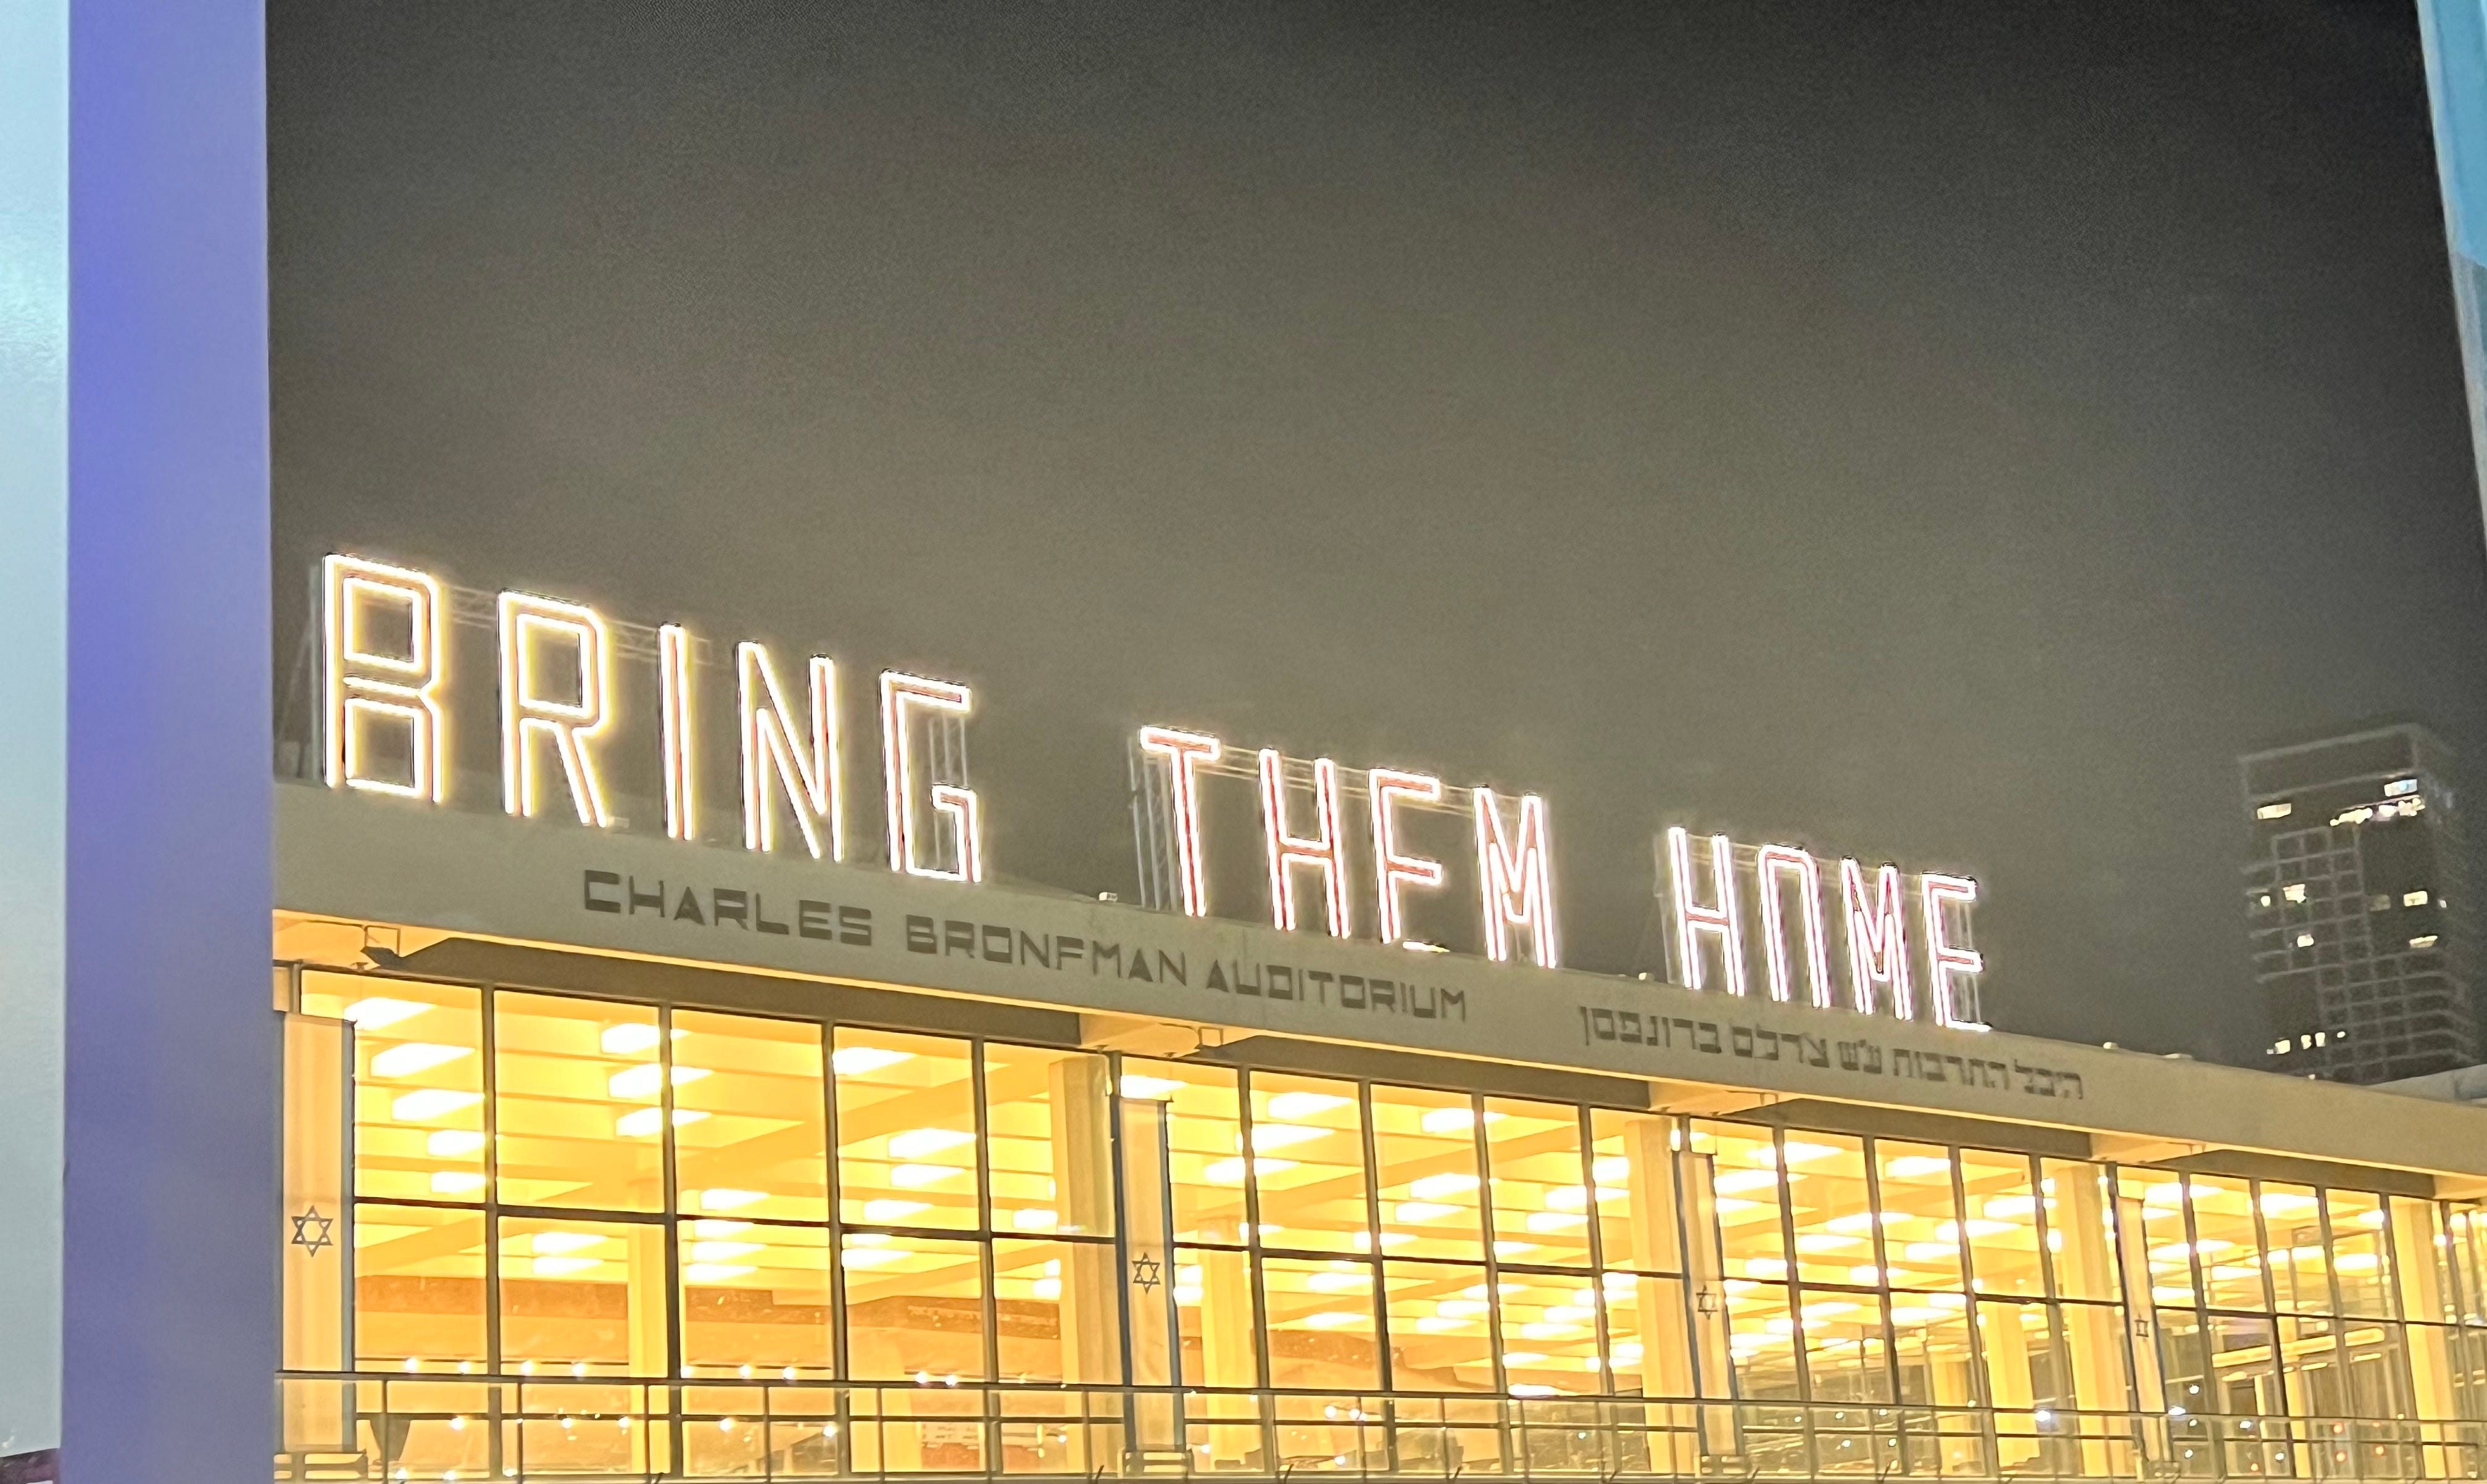 BRING THEM HOME
CHARLES BRONFMAN AUDITORIUM
היכל התרבות ע״ש צ׳רלס ברונפמן